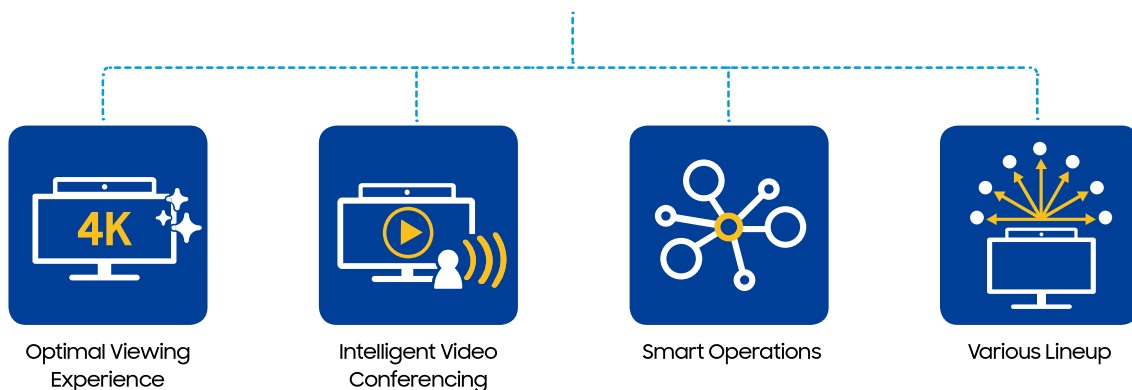 4K
Optimal Viewing
Experience
Intelligent Video
Conferencing
Smart Operations
Various Lineup